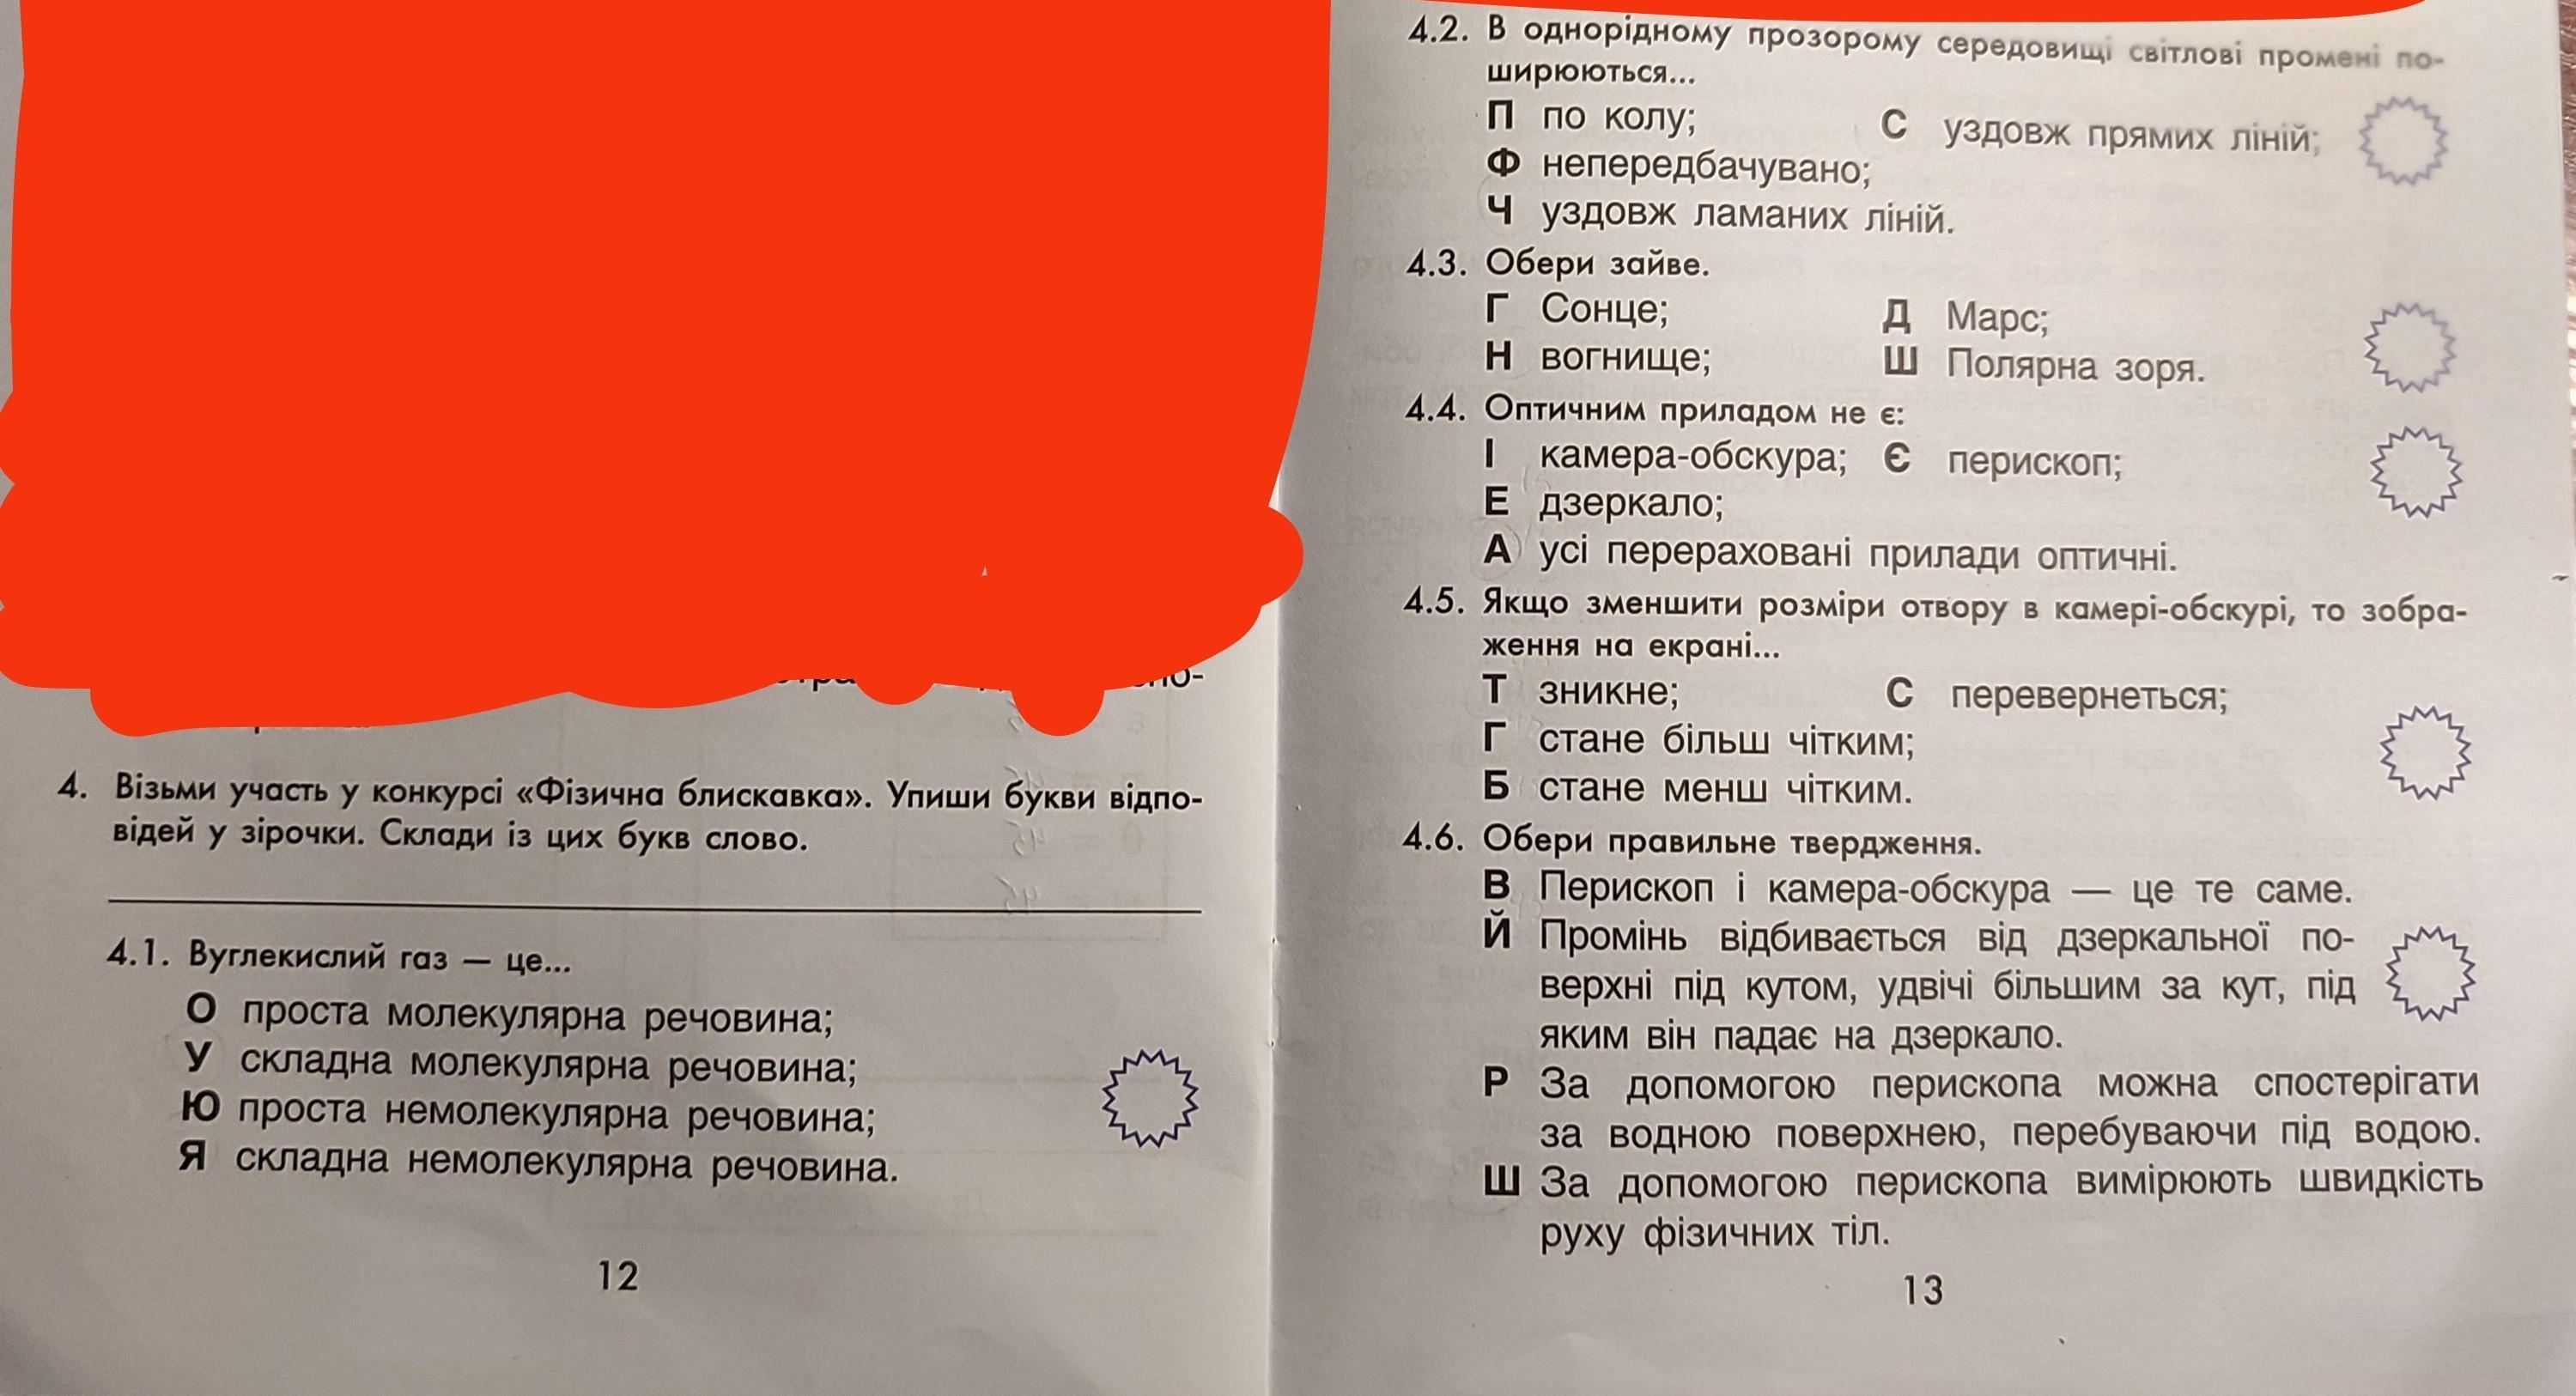 4. Візьми участь у конкурсі «Фізична блискавка». Упиши букви відпо-
відей у зірочки. Склади із цих букв слово.
4.1. Вуглекислий газ — це...
О проста молекулярна речовина;
У складна молекулярна речовина;
Ю проста немолекулярна речовина;
Я складна немолекулярна речовина.
12
4.2. В однорідному прозорому середовищі світлові промені по-
ширюються...
П по колу; С уздовж прямих ліній;
Ф непередбачувано;
Ч уздовж ламаних ліній.
4.3. Обери зайве.
Г Сонце; Д Марс;
Н вогнище; Ш Полярна зоря.
4.4. Оптичним приладом не є:
І камера-обскура; Є перископ;
Е дзеркало;
А усі перераховані прилади оптичні.
4.5. Якщо зменшити розміри отвору в камері-обскурі, то зобра-
ження на екрані...
Т зникне; С перевернеться;
Г стане більш чітким;
Б стане менш чітким.
4.6. Обери правильне твердження.
В Перископ і камера-обскура — це те саме.
Й Промінь відбивається від дзеркальної по-
верхні під кутом, удвічі більшим за кут, під
яким він падає на дзеркало.
Р За допомогою перископа можна спостерігати
за водною поверхнею, перебуваючи під водою.
Ш За допомогою перископа вимірюють швидкість
руху фізичних тіл.
13